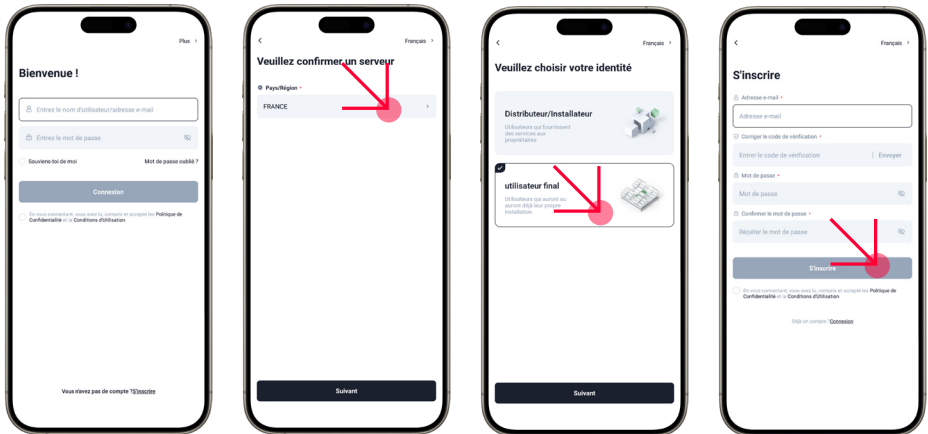 Plus >
Bienvenue !
Entrez le nom d'utilisateur/adresse e-mail
Entrez le mot de passe
Souviens-toi de moi
Mot de passe oublié ?
Connexion
En vous connectant, vous avez lu, compris et accepté les Politique de
Confidentialité et la Conditions d'Utilisation
Vous n'avez pas de compte ?S'inscrire
Français >
Veuillez confirmer un serveur
Pays/Région •
FRANCE
Suivant
Français >
Veuillez choisir votre identité
Distributeur/Installateur
Utilisateurs qui fournissent
des services aux
propriétaires
utilisateur final
Utilisateurs qui auront ou
auront déjà leur propre
installation
Suivant
Français >
S'inscrire
Adresse e-mail •
Adresse e-mail
Corriger le code de vérification •
Entrer le code de vérification | Envoyer
Mot de passe •
Mot de passe
Confirmer le mot de passe •
Répéter le mot de passe
S'inscrire
En vous connectant, vous avez lu, compris et accepté les Politique de
Confidentialité et la Conditions d'Utilisation
Déjà un compte ?Connexion